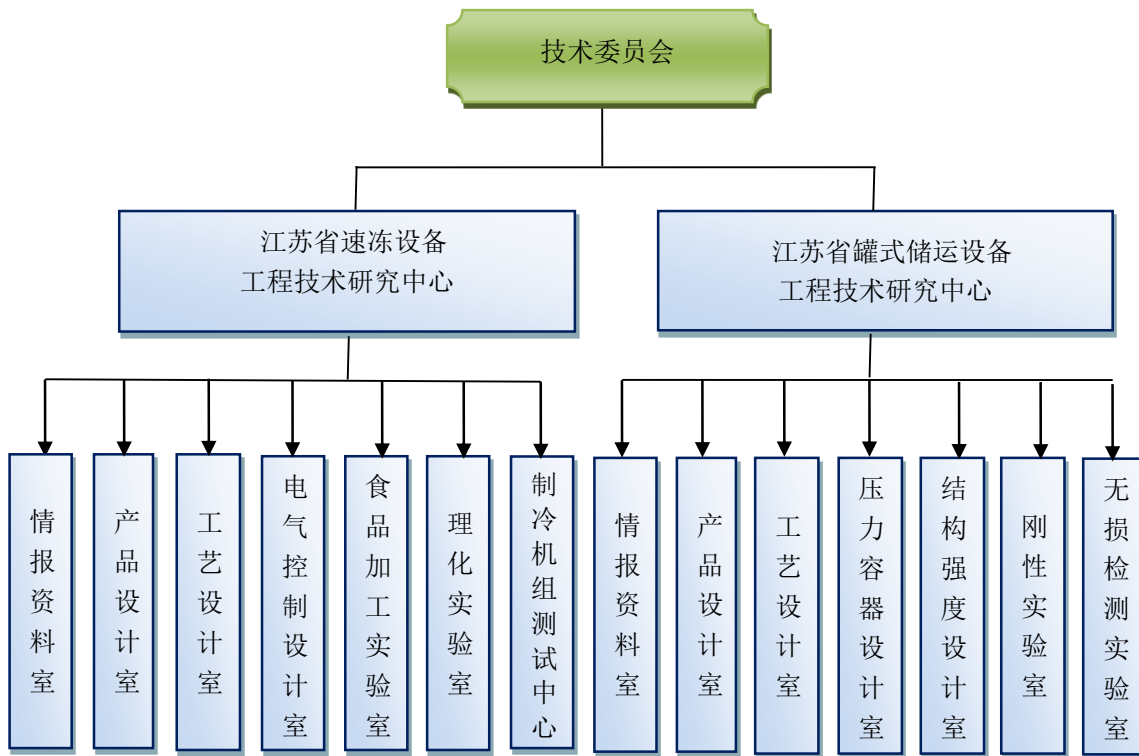 技术委员会
江苏省速冻设备
工程技术研究中心
江苏省罐式储运设备
工程技术研究中心
情报资料室
产品设计室
工艺设计室
电气控制设计室
食品加工实验室
理化实验室
制冷机组测试中心
情报资料室
产品设计室
工艺设计室
压力容器设计室
结构强度设计室
刚性实验室
无损检测实验室